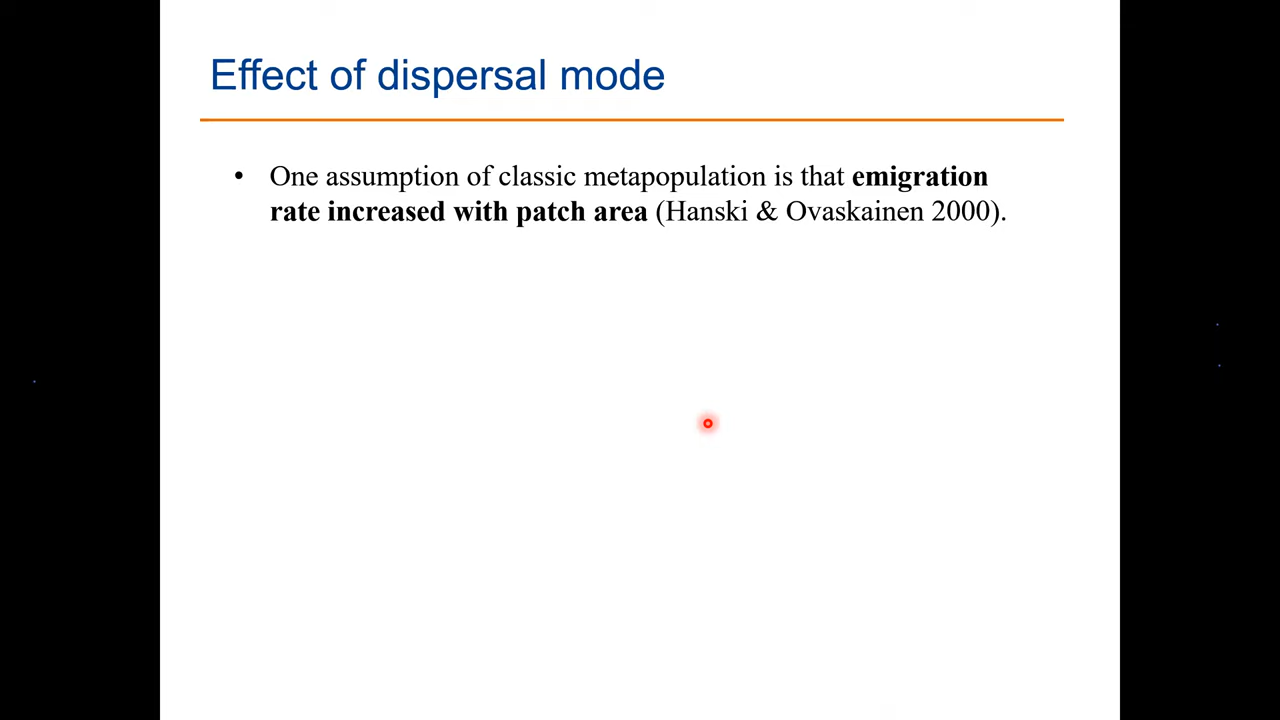 Effect of dispersal mode
• One assumption of classic metapopulation is that emigration
rate increased with patch area (Hanski & Ovaskainen 2000).